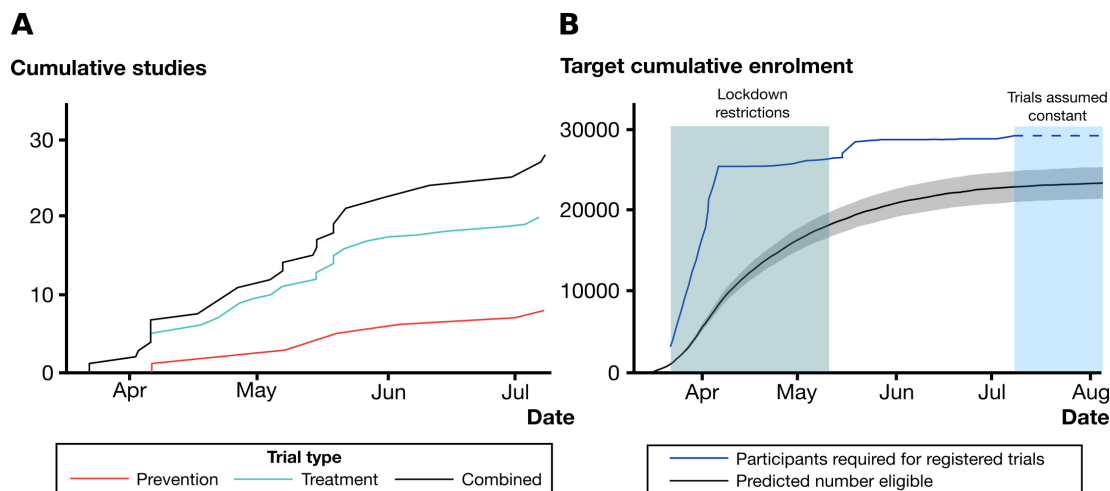 A
Cumulative studies
30
20
10
0
Apr
May
Jun
Jul
Date
Trial type
Prevention
Treatment
Combined
B
Target cumulative enrolment
Lockdown
restrictions
Trials assumed
constant
30000
20000
10000
0
Apr
May
Jun
Jul
Aug
Date
Participants required for registered trials
Predicted number eligible